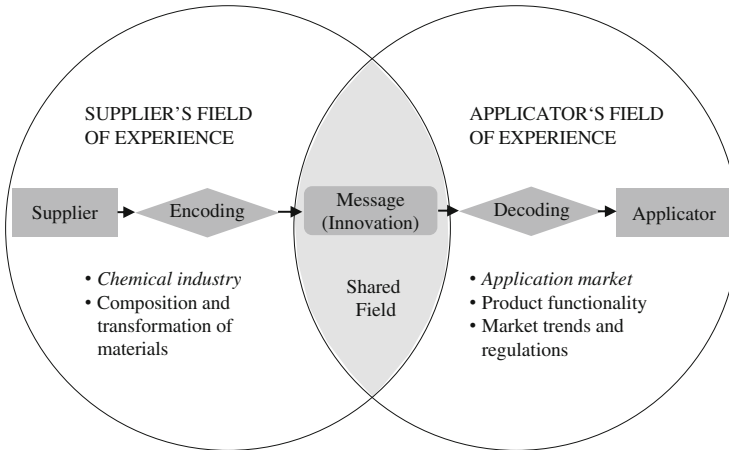 SUPPLIER'S FIELD
OF EXPERIENCE
APPLICATOR‘S FIELD
OF EXPERIENCE
Supplier
Encoding
Message
(Innovation)
Decoding
Applicator
• Chemical industry
• Composition and
transformation of
materials
Shared
Field
• Application market
• Product functionality
• Market trends and
regulations